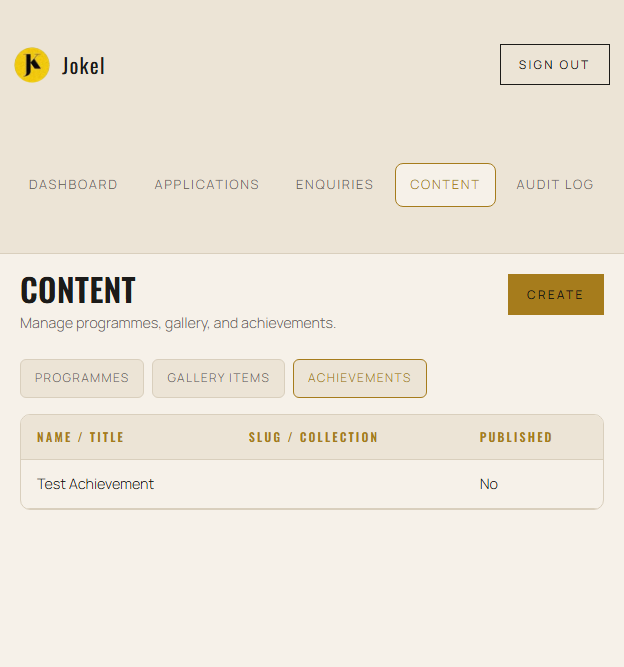 Jokel
SIGN OUT
DASHBOARD APPLICATIONS ENQUIRIES CONTENT AUDIT LOG
CONTENT
CREATE
Manage programmes, gallery, and achievements.
PROGRAMMES GALLERY ITEMS ACHIEVEMENTS
NAME / TITLE SLUG / COLLECTION PUBLISHED
Test Achievement No